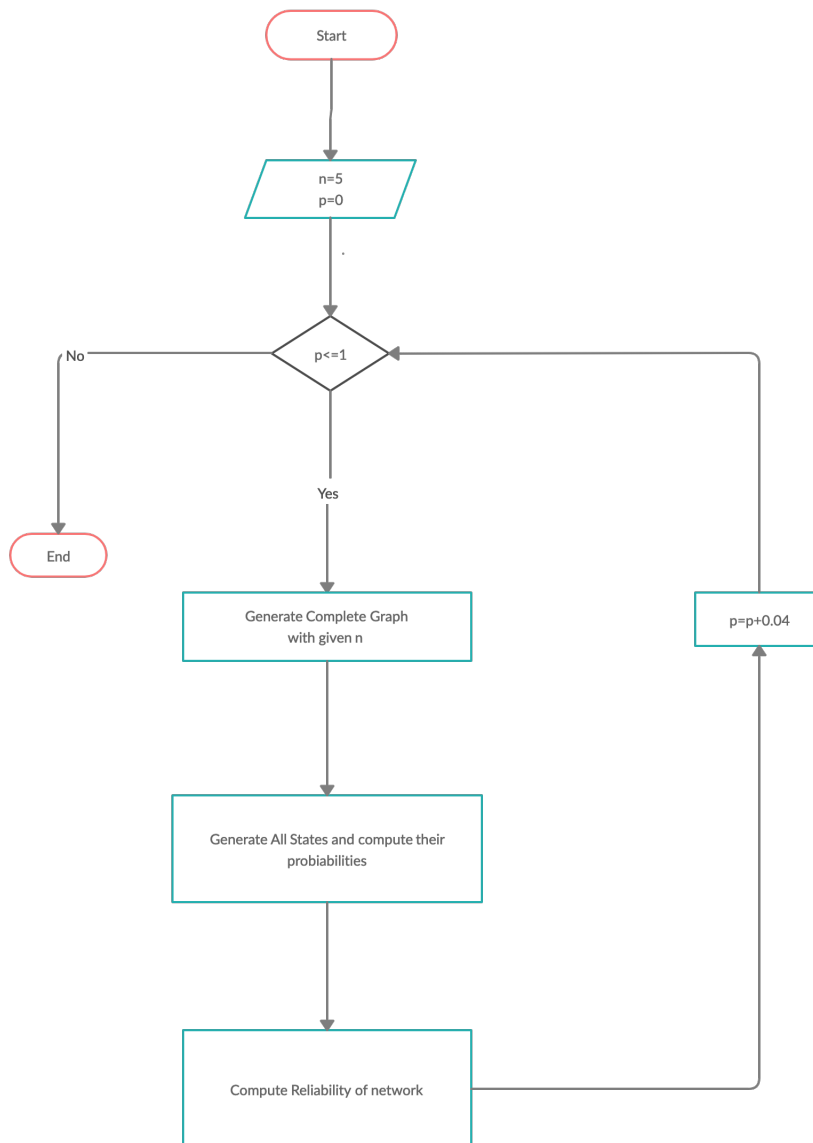 Start
n=5
p=0
p<=1
No
Yes
End
Generate Complete Graph
with given n
p=p+0.04
Generate All States and compute their
probiabilities
Compute Reliability of network